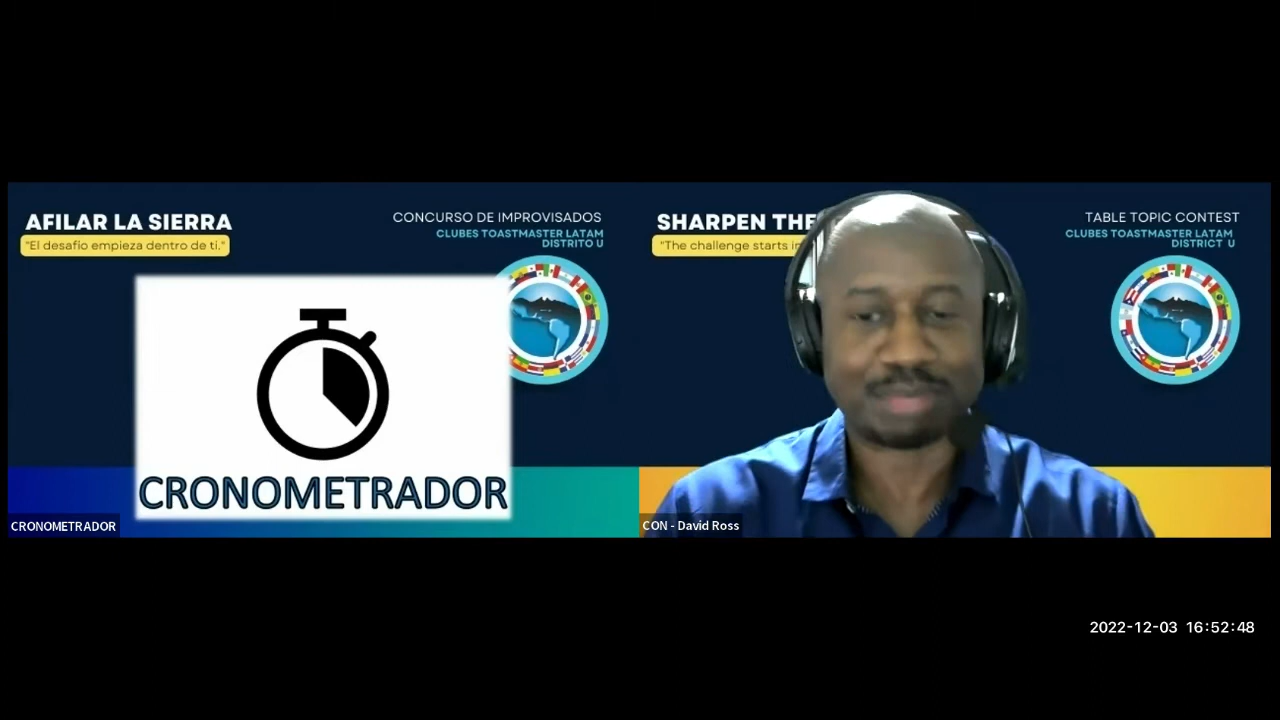 AFILAR LA SIERRA
"El desafío empieza dentro de ti."
CONCURSO DE IMPROVISADOS
CLUBES TOASTMASTER LATAM
DISTRITO U
CRONOMETRADOR
CRONOMETRADOR
SHARPEN THE
"The challenge starts in
TABLE TOPIC CONTEST
CLUBES TOASTMASTER LATAM
DISTRICT U
CON - David Ross
2022-12-03 16:52:48